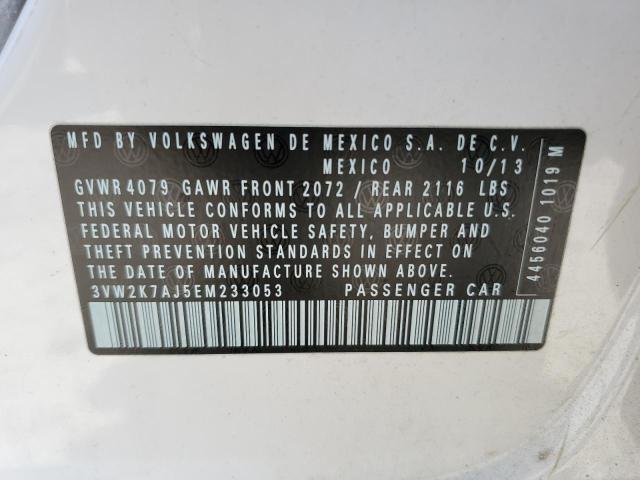 MFD BY VOLKSWAGEN DE MEXICO S.A. DE C.V.
MEXICO 10/13
GVWR 4079 GAWR FRONT 2072 / REAR 2116 LBS
THIS VEHICLE CONFORMS TO ALL APPLICABLE U.S.
FEDERAL MOTOR VEHICLE SAFETY, BUMPER AND
THEFT PREVENTION STANDARDS IN EFFECT ON
THE DATE OF MANUFACTURE SHOWN ABOVE.
3VW2K7AJ5EM233053 PASSENGER CAR
4456040 1019 M